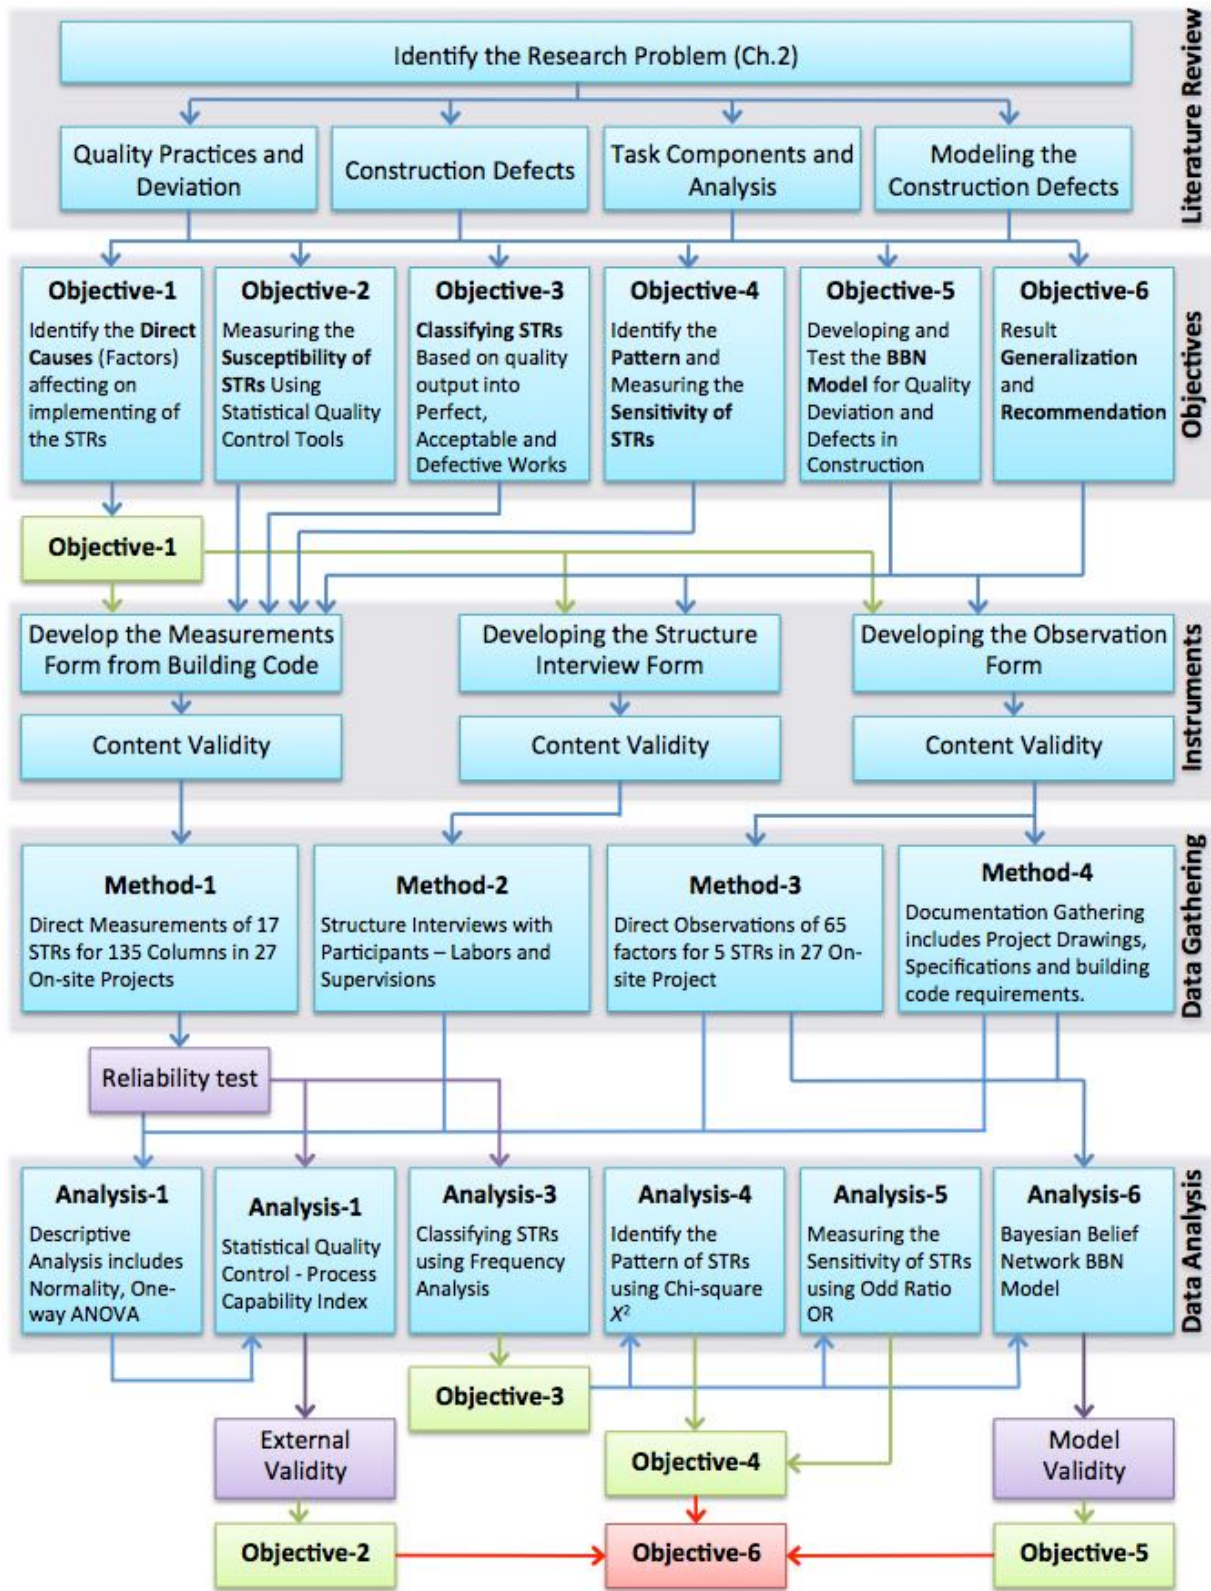 Identify the Research Problem (Ch.2)
Literature Review
Quality Practices and
Deviation
Construction Defects
Task Components and
Analysis
Modeling the
Construction Defects
Objectives
Objective-1
Identify the Direct
Causes (Factors)
affecting on
implementing of
the STRs
Objective-2
Measuring the
Susceptibility of
STRs Using
Statistical Quality
Control Tools
Objective-3
Classifying STRs
Based on quality
output into
Perfect,
Acceptable and
Defective Works
Objective-4
Identify the
Pattern and
Measuring the
Sensitivity of
STRs
Objective-5
Developing and
Test the BBN
Model for Quality
Deviation and
Defects in
Construction
Objective-6
Result
Generalization
and
Recommendation
Objective-1
Instruments
Develop the Measurements
Form from Building Code
Developing the Structure
Interview Form
Developing the Observation
Form
Content Validity
Content Validity
Content Validity
Data Gathering
Method-1
Direct Measurements of 17
STRs for 135 Columns in 27
On-site Projects
Method-2
Structure Interviews with
Participants – Labors and
Supervisions
Method-3
Direct Observations of 65
factors for 5 STRs in 27 On-
site Project
Method-4
Documentation Gathering
includes Project Drawings,
Specifications and building
code requirements.
Reliability test
Data Analysis
Analysis-1
Descriptive
Analysis includes
Normality, One-
way ANOVA
Analysis-1
Statistical Quality
Control - Process
Capability Index
Analysis-3
Classifying STRs
using Frequency
Analysis
Analysis-4
Identify the
Pattern of STRs
using Chi-square
X²
Analysis-5
Measuring the
Sensitivity of STRs
using Odd Ratio
OR
Analysis-6
Bayesian Belief
Network BBN
Model
Objective-3
External
Validity
Objective-4
Model
Validity
Objective-2
Objective-6
Objective-5